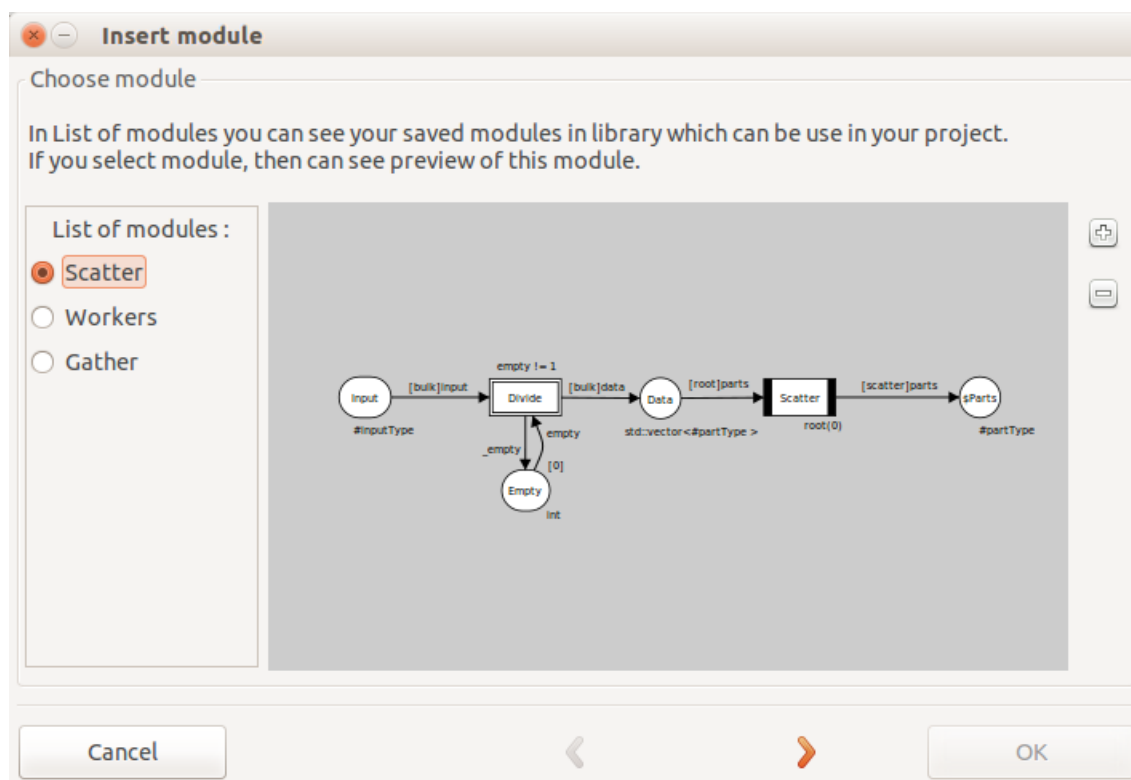 Insert module
Choose module
In List of modules you can see your saved modules in library which can be use in your project.
If you select module, then can see preview of this module.
List of modules :
Scatter
Workers
Gather
empty != 1
[bulk]input
[bulk]data
[root]parts
[scatter]parts
Input
Divide
Data
Scatter
$Parts
#inputType
std::vector<#partType >
root(0)
#partType
_empty
empty
[0]
Empty
int
Cancel
OK